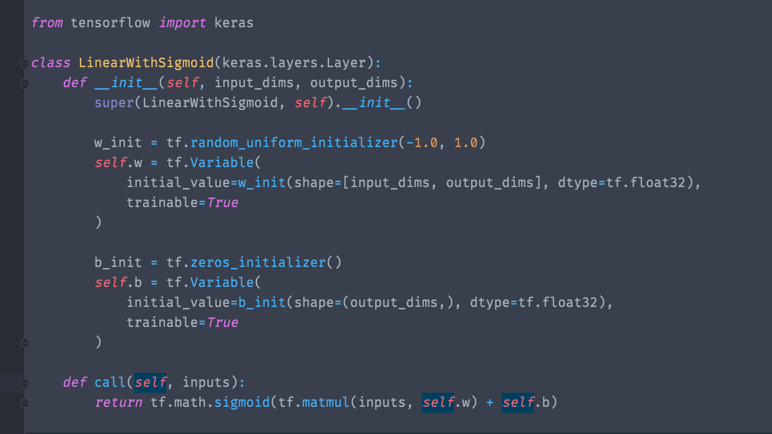 from tensorflow import keras
class LinearWithSigmoid(keras.layers.Layer):
def __init__(self, input_dims, output_dims):
super(LinearWithSigmoid, self).__init__()
w_init = tf.random_uniform_initializer(-1.0, 1.0)
self.w = tf.Variable(
initial_value=w_init(shape=[input_dims, output_dims], dtype=tf.float32),
trainable=True
)
b_init = tf.zeros_initializer()
self.b = tf.Variable(
initial_value=b_init(shape=(output_dims,), dtype=tf.float32),
trainable=True
)
def call(self, inputs):
return tf.math.sigmoid(tf.matmul(inputs, self.w) + self.b)